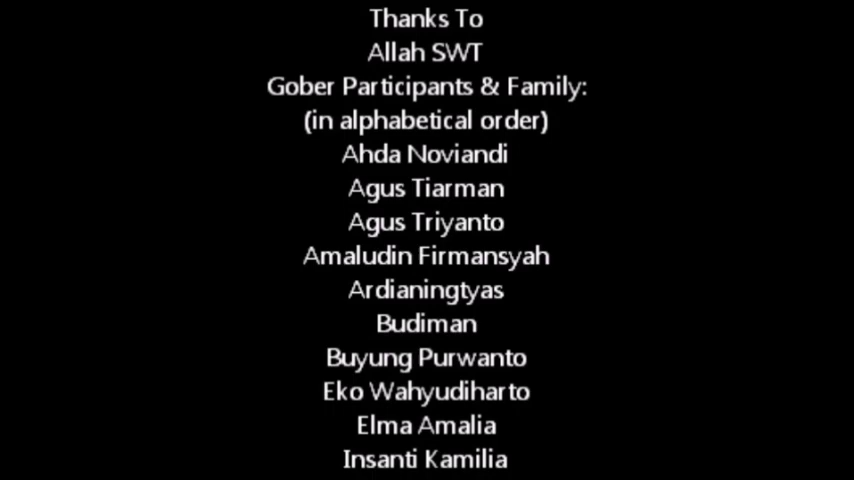 Thanks To
Allah SWT
Gober Participants & Family:
(in alphabetical order)
Ahda Noviandi
Agus Tiarman
Agus Triyanto
Amaludin Firmansyah
Ardianingtyas
Budiman
Buyung Purwanto
Eko Wahyudiharto
Elma Amalia
Insanti Kamilia